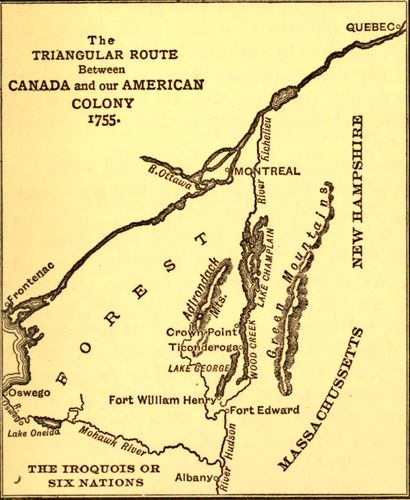 The
TRIANGULAR ROUTE
Between
CANADA and our AMERICAN
COLONY
1755.
QUEBEC
River Richelieu
MONTREAL
R. Ottawa
NEW HAMPSHIRE
Frontenac
FOREST
Adirondack
Mts.
LAKE CHAMPLAIN
Green Mountains
Crown Point
Ticonderoga
LAKE GEORGE
WOOD CREEK
MASSACHUSETTS
Oswego
Oswego R.
Fort William Henry
Fort Edward
Lake Oneida
Mohawk River
River Hudson
Albany
THE IROQUOIS OR
SIX NATIONS